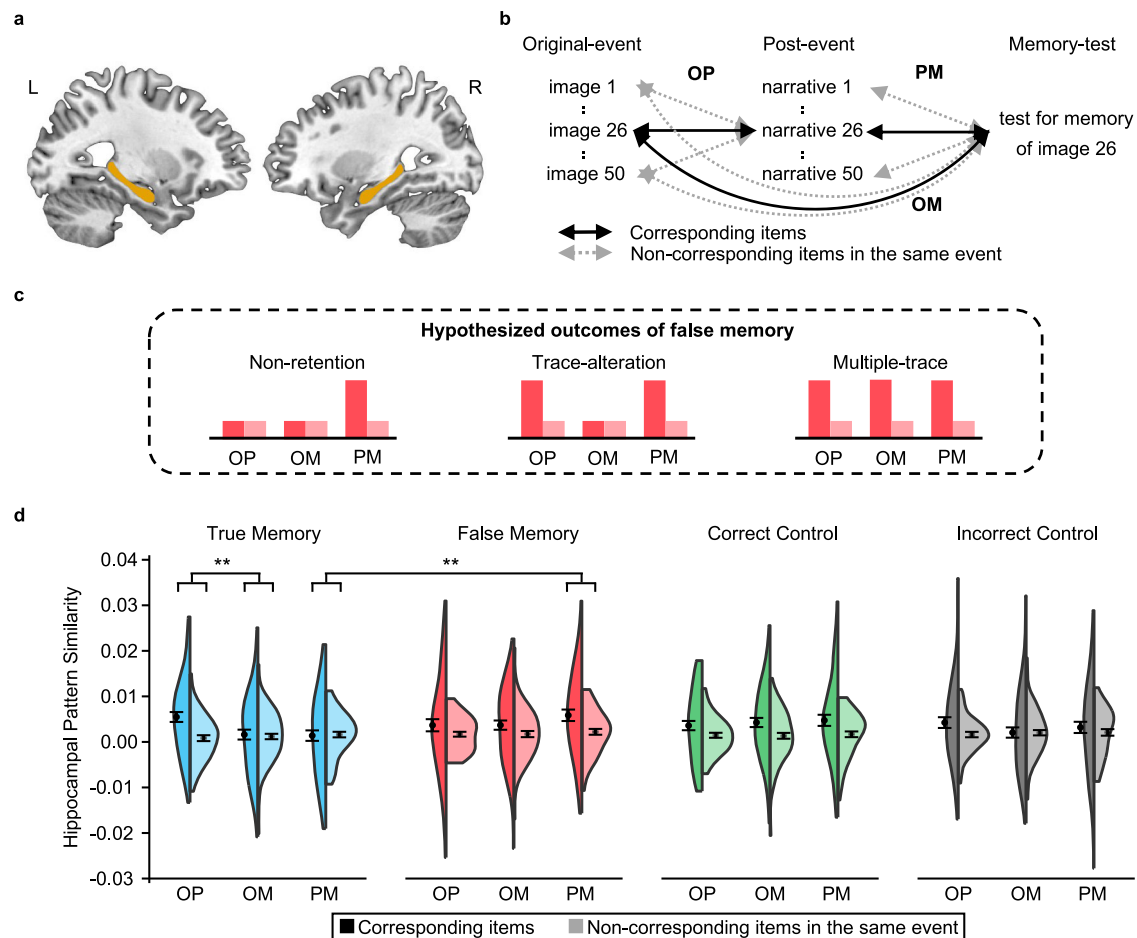 a
L
R
b
Original-event
Post-event
Memory-test
OP
PM
image 1
narrative 1
:
:
image 26
narrative 26
test for memory
of image 26
:
:
image 50
narrative 50
OM
Corresponding items
Non-corresponding items in the same event
c
Hypothesized outcomes of false memory
Non-retention
Trace-alteration
Multiple-trace
OP OM PM
OP OM PM
OP OM PM
d
True Memory
False Memory
Correct Control
Incorrect Control
Hippocampal Pattern Similarity
0.04
0.03
0.02
0.01
0.00
-0.01
-0.02
-0.03
**
**
OP OM PM
OP OM PM
OP OM PM
OP OM PM
Corresponding items
Non-corresponding items in the same event